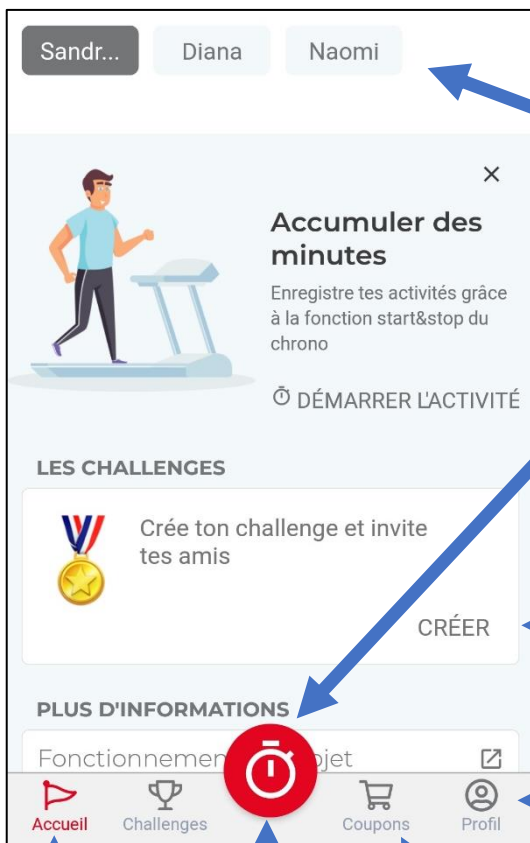 Sandr... Diana Naomi
Accumuler des
minutes
Enregistre tes activités grâce
à la fonction start&stop du
chrono
DÉMARRER L'ACTIVITÉ
LES CHALLENGES
Crée ton challenge et invite
tes amis
CRÉER
PLUS D'INFORMATIONS
Fonctionnemen jet
Accueil Challenges Coupons Profil